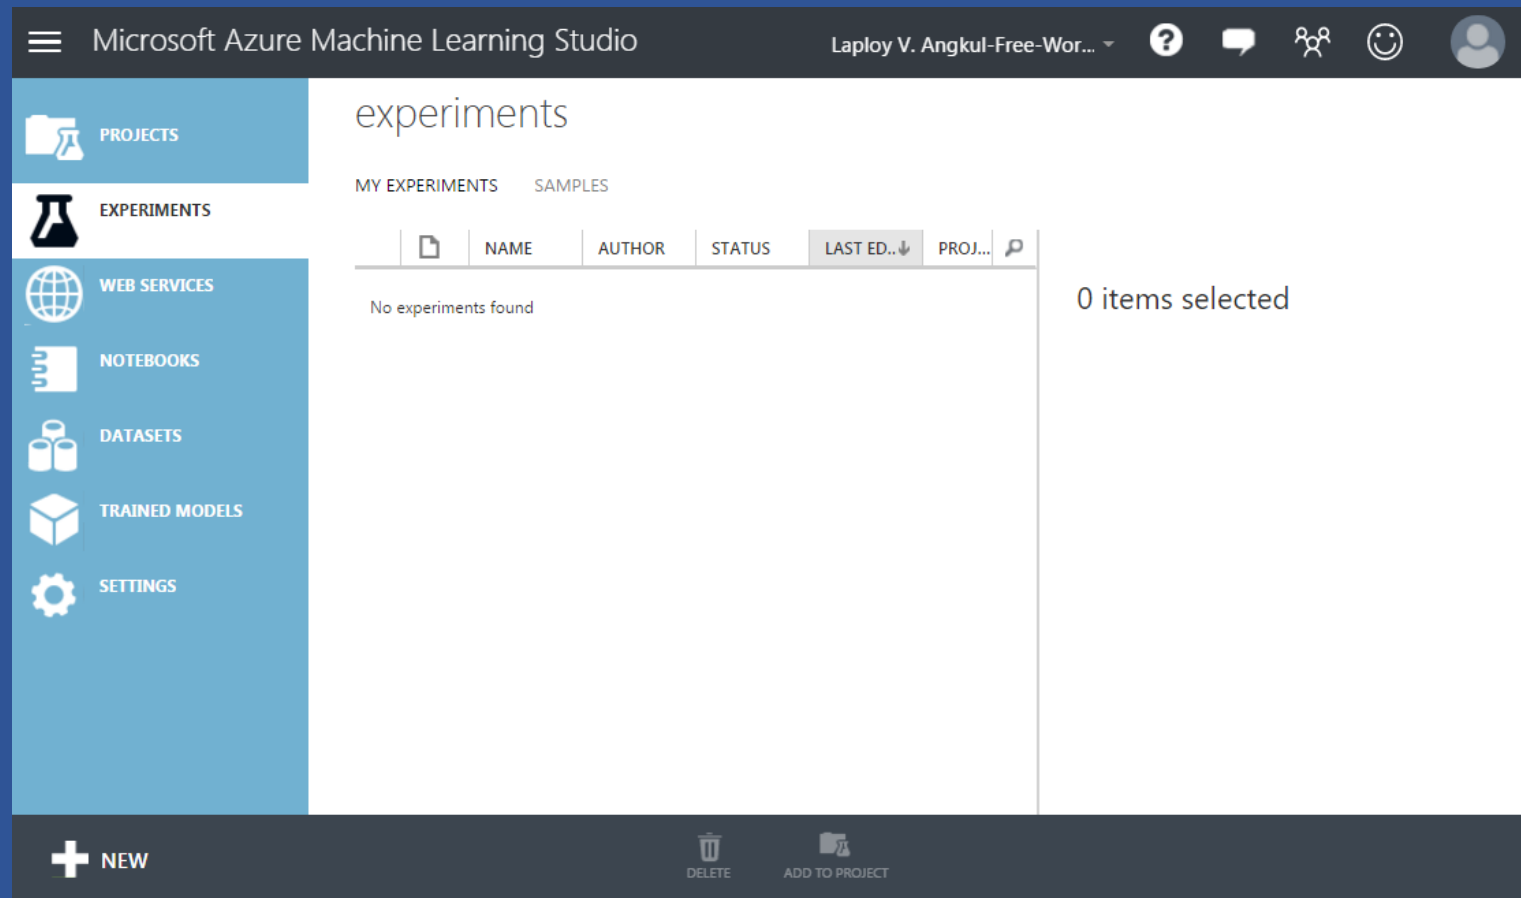 Microsoft Azure Machine Learning Studio
Laploy V. Angkul-Free-Wor...
?
PROJECTS
EXPERIMENTS
WEB SERVICES
NOTEBOOKS
DATASETS
TRAINED MODELS
SETTINGS
experiments
MY EXPERIMENTS SAMPLES
NAME AUTHOR STATUS LAST ED.. PROJ...
No experiments found
0 items selected
NEW
DELETE
ADD TO PROJECT